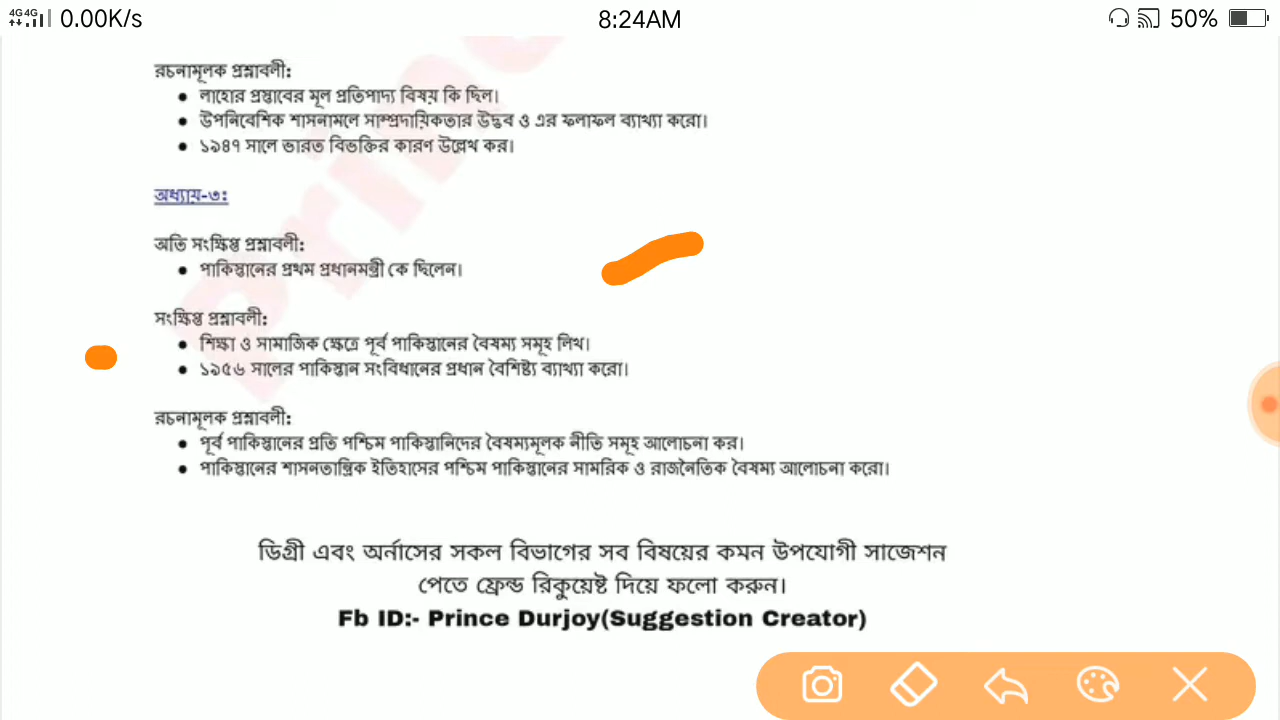 4G 4G 0.00K/s 8:24AM 50%
রচনামূলক প্রশ্নাবলী:
• লাহোর প্রস্তাবের মূল প্রতিপাদ্য বিষয় কি ছিল।
• উপনিবেশিক শাসনামলে সাম্প্রদায়িকতার উদ্ভব ও এর ফলাফল ব্যাখ্যা করো।
• ১৯৪৭ সালে ভারত বিভক্তির কারণ উল্লেখ কর।
অধ্যায়-৩:
অতি সংক্ষিপ্ত প্রশ্নাবলী:
• পাকিস্তানের প্রথম প্রধানমন্ত্রী কে ছিলেন।
সংক্ষিপ্ত প্রশ্নাবলী:
• শিক্ষা ও সামাজিক ক্ষেত্রে পূর্ব পাকিস্তানের বৈষম্য সমূহ লিখ।
• ১৯৫৬ সালের পাকিস্তান সংবিধানের প্রধান বৈশিষ্ট্য ব্যাখ্যা করো।
রচনামূলক প্রশ্নাবলী:
• পূর্ব পাকিস্তানের প্রতি পশ্চিম পাকিস্তানিদের বৈষম্যমূলক নীতি সমূহ আলোচনা কর।
• পাকিস্তানের শাসনতান্ত্রিক ইতিহাসের পশ্চিম পাকিস্তানের সামরিক ও রাজনৈতিক বৈষম্য আলোচনা করো।
ডিগ্রী এবং অর্নাসের সকল বিভাগের সব বিষয়ের কমন উপযোগী সাজেশন
পেতে ফ্রেন্ড রিকুয়েষ্ট দিয়ে ফলো করুন।
Fb ID:- Prince Durjoy(Suggestion Creator)
Prince